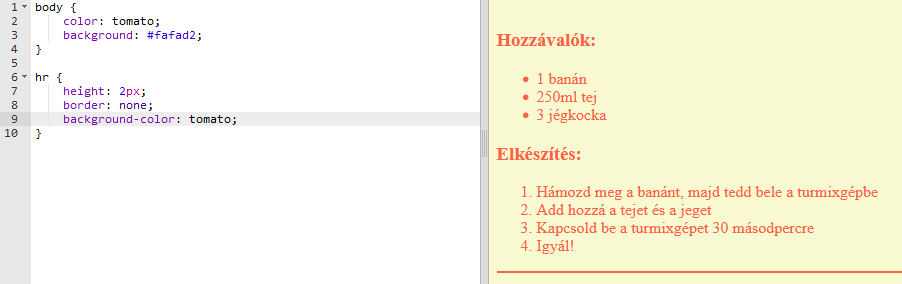 1 body {
2 color: tomato;
3 background: #fafad2;
4 }
5
6 hr {
7 height: 2px;
8 border: none;
9 background-color: tomato;
10 }
Hozzávalók:
• 1 banán
• 250ml tej
• 3 jégkocka
Elkészítés:
1. Hámozd meg a banánt, majd tedd bele a turmixgépbe
2. Add hozzá a tejet és a jeget
3. Kapcsold be a turmixgépet 30 másodpercre
4. Igyál!